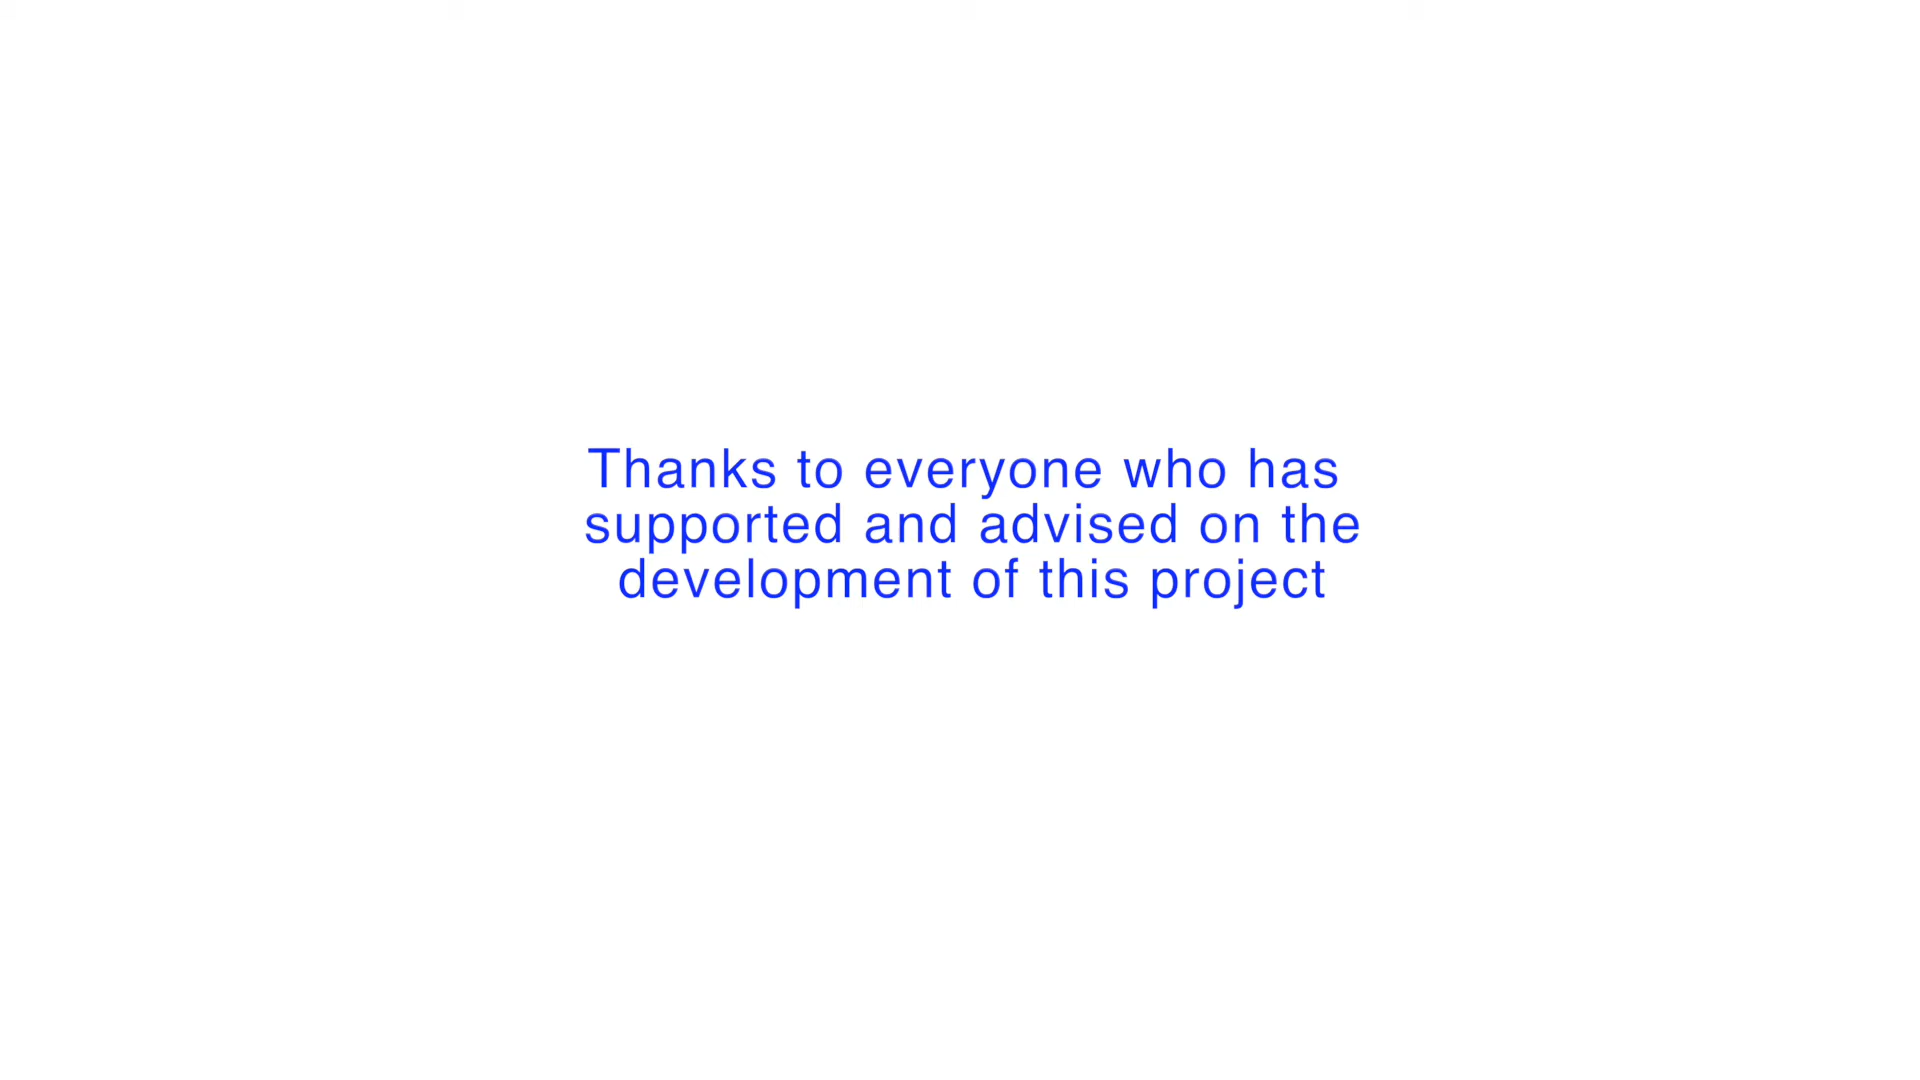 Thanks to everyone who has
supported and advised on the
development of this project